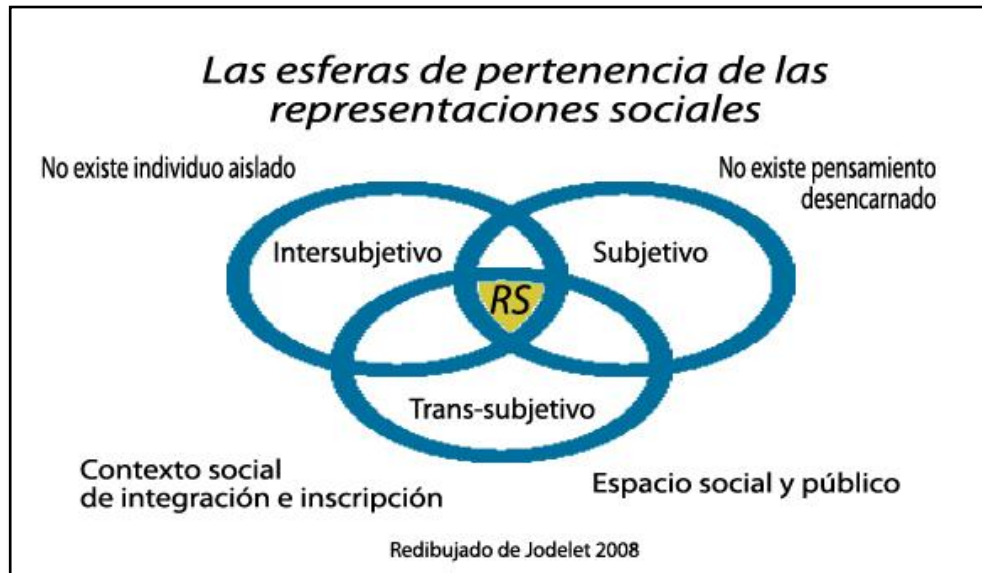 Las esferas de pertenencia de las
representaciones sociales
No existe individuo aislado
No existe pensamiento
desencarnado
Intersubjetivo
Subjetivo
RS
Trans-subjetivo
Contexto social
de integración e inscripción
Espacio social y público
Redibujado de Jodelet 2008